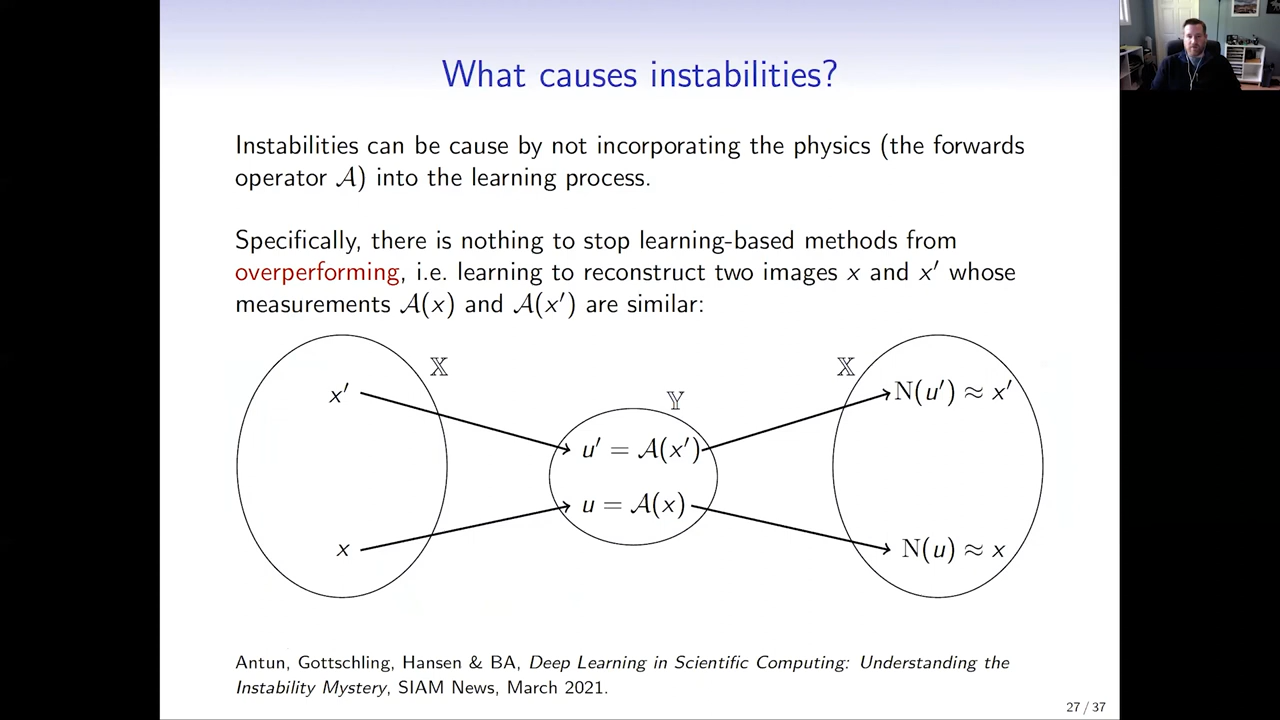 What causes instabilities?
Instabilities can be cause by not incorporating the physics (the forwards
operator 𝒜) into the learning process.
Specifically, there is nothing to stop learning-based methods from
overperforming, i.e. learning to reconstruct two images x and x′ whose
measurements 𝒜(x) and 𝒜(x′) are similar:
𝕏
𝕏
x′
N(u′) ≈ x′
𝕐
u′ = 𝒜(x′)
u = 𝒜(x)
x
N(u) ≈ x
Antun, Gottschling, Hansen & BA, Deep Learning in Scientific Computing: Understanding the
Instability Mystery, SIAM News, March 2021.
27 / 37